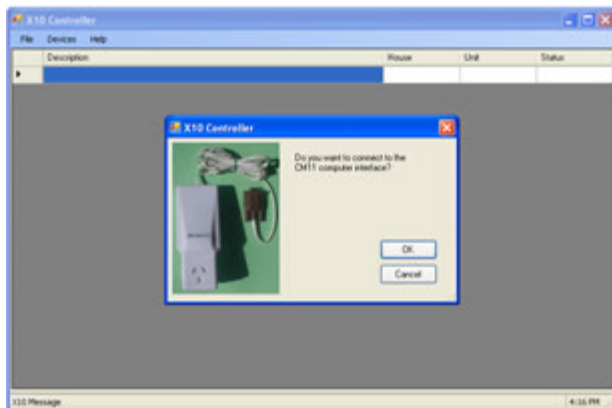 X10 Controller
File Devices Help
Description House Unit Status
X10 Controller
Do you want to connect to the
CM11 computer interface?
OK
Cancel
X10 Message 4:16 PM